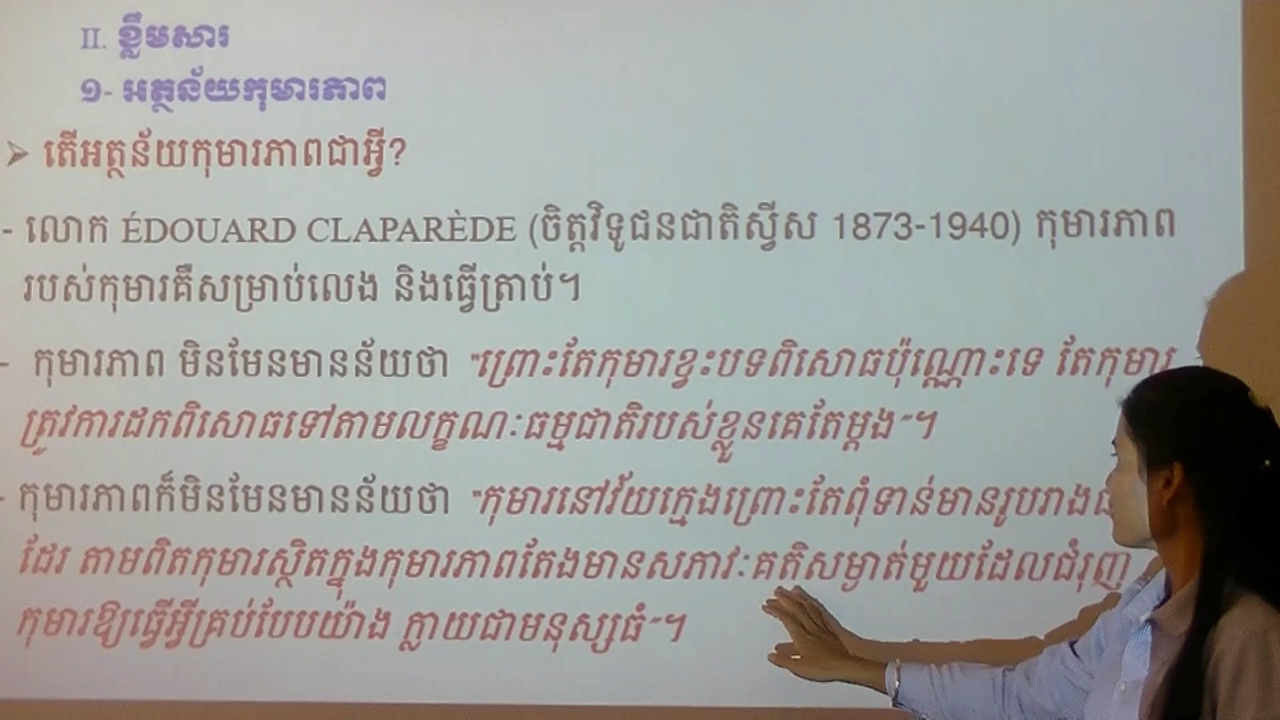 II. ខ្លឹមសារ
១- អត្ថន័យកុមារភាព
➢ តើអត្ថន័យកុមារភាពជាអ្វី?
- លោក ÉDOUARD CLAPARÈDE (ចិត្តវិទូជនជាតិស្វីស 1873-1940) កុមារភាព
របស់កុមារគឺសម្រាប់លេង និងធ្វើត្រាប់។
- កុមារភាព មិនមែនមានន័យថា "ព្រោះតែកុមារខ្វះបទពិសោធប៉ុណ្ណោះទេ តែកុមារ
ត្រូវការដកពិសោធទៅតាមលក្ខណៈធម្មជាតិរបស់ខ្លួនគេតែម្តង"។
- កុមារភាពក៏មិនមែនមានន័យថា "កុមារនៅវ័យក្មេងព្រោះតែពុំទាន់មានរូបរាង
ដែរ តាមពិតកុមារស្ថិតក្នុងកុមារភាពតែងមានសភាវៈគតិសម្ងាត់មួយដែលជំរុញ
កុមារឱ្យធ្វើអ្វីគ្រប់បែបយ៉ាង ក្លាយជាមនុស្សធំ"។